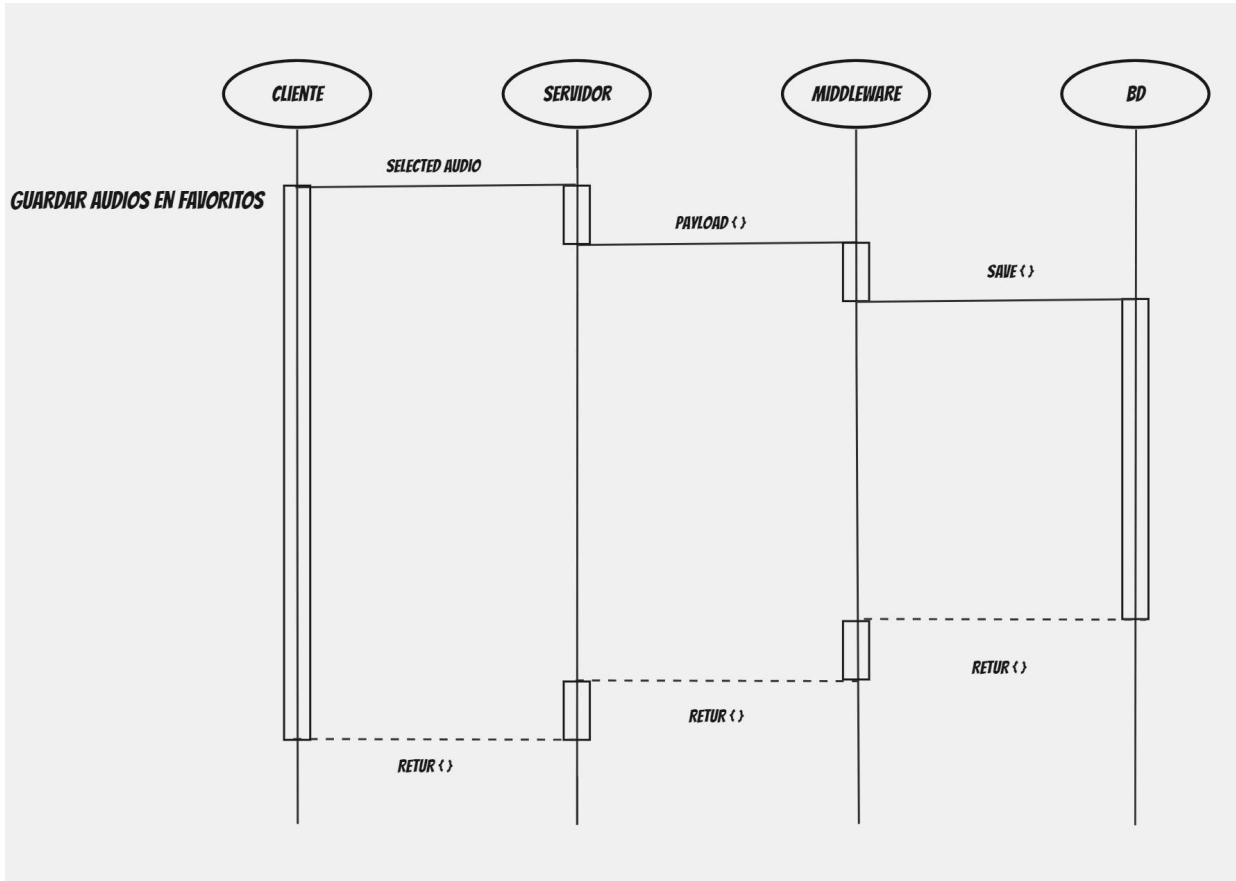 CLIENTE
SERVIDOR
MIDDLEWARE
BD
SELECTED AUDIO
GUARDAR AUDIOS EN FAVORITOS
PAYLOAD { }
SAVE { }
RETUR { }
RETUR { }
RETUR { }